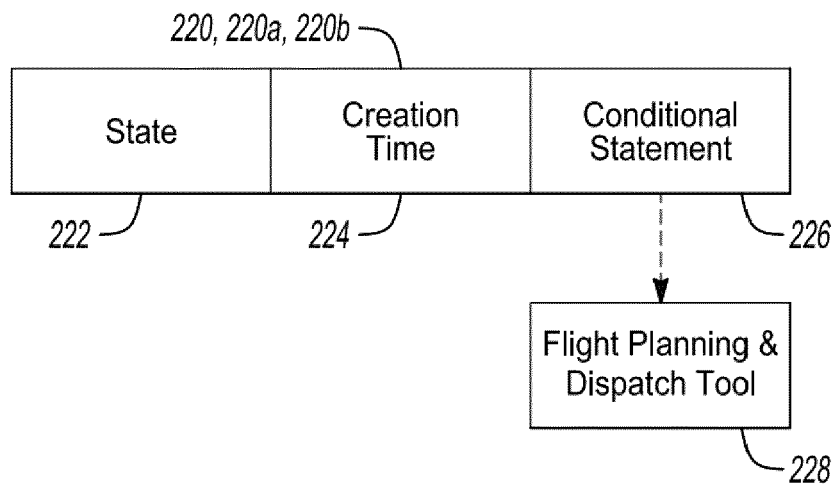 220, 220a, 220b
State
Creation
Time
Conditional
Statement
222
224
226
Flight Planning &
Dispatch Tool
228